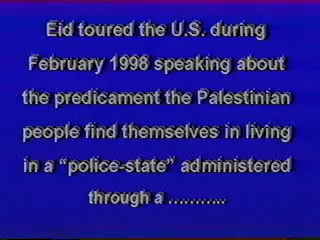 Eid toured the U.S. during
February 1998 speaking about
the predicament the Palestinian
people find themselves in living
in a “police-state” administered
through a ………..